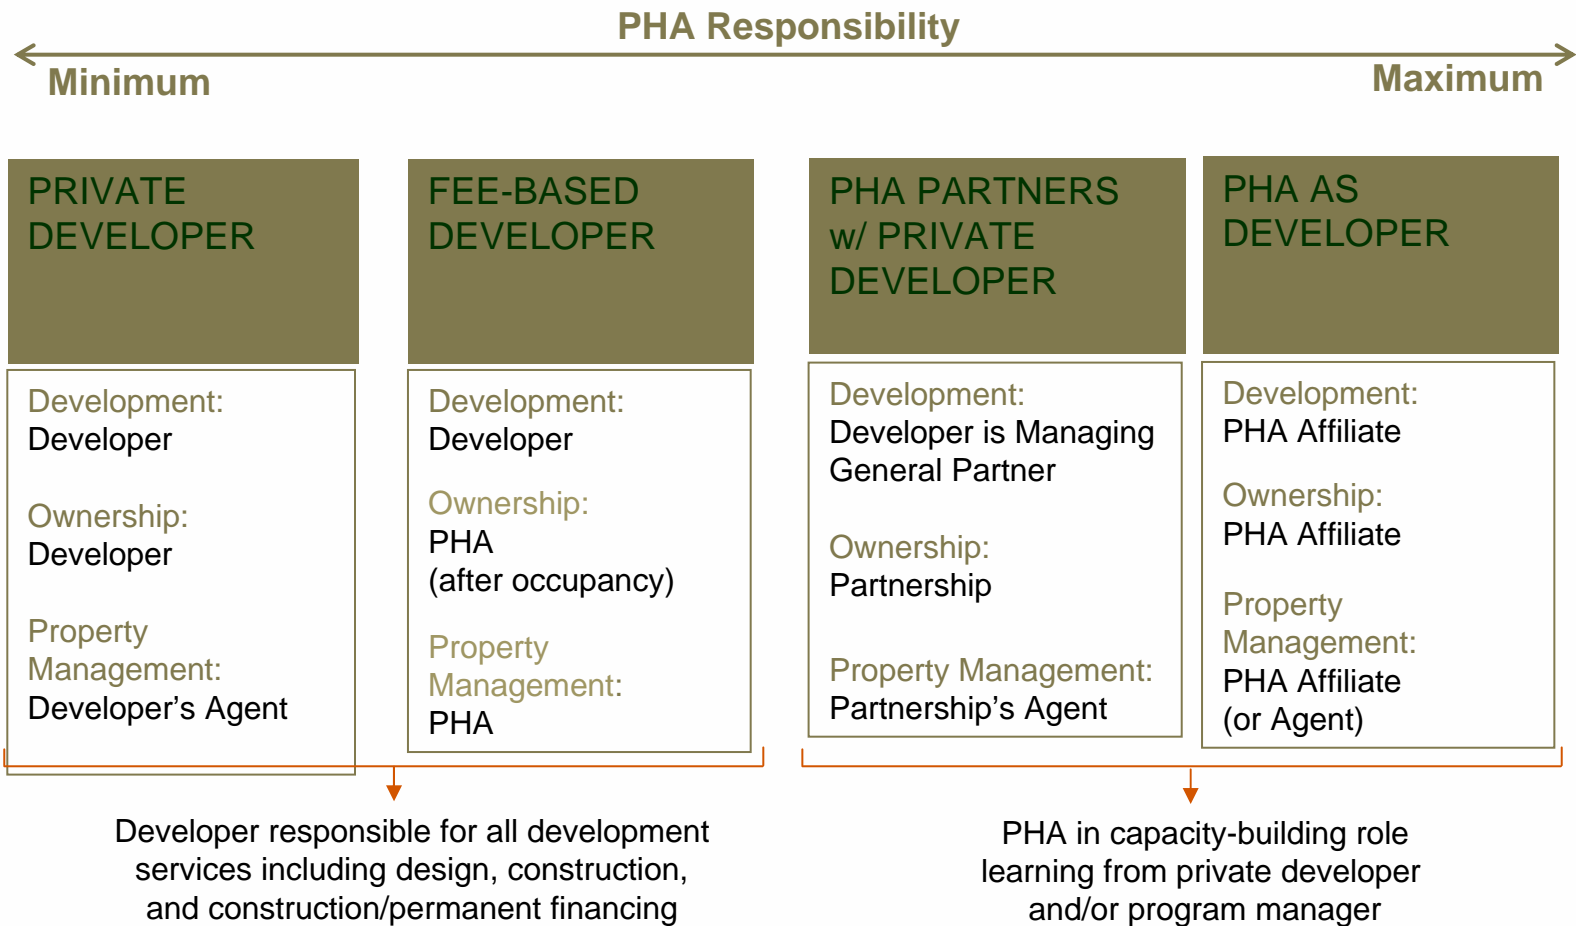 PHA Responsibility
Minimum
Maximum
PRIVATE
DEVELOPER
Development:
Developer
Ownership:
Developer
Property
Management:
Developer’s Agent
FEE-BASED
DEVELOPER
Development:
Developer
Ownership:
PHA
(after occupancy)
Property
Management:
PHA
PHA PARTNERS
w/ PRIVATE
DEVELOPER
Development:
Developer is Managing
General Partner
Ownership:
Partnership
Property Management:
Partnership’s Agent
PHA AS
DEVELOPER
Development:
PHA Affiliate
Ownership:
PHA Affiliate
Property
Management:
PHA Affiliate
(or Agent)
Developer responsible for all development
services including design, construction,
and construction/permanent financing
PHA in capacity-building role
learning from private developer
and/or program manager